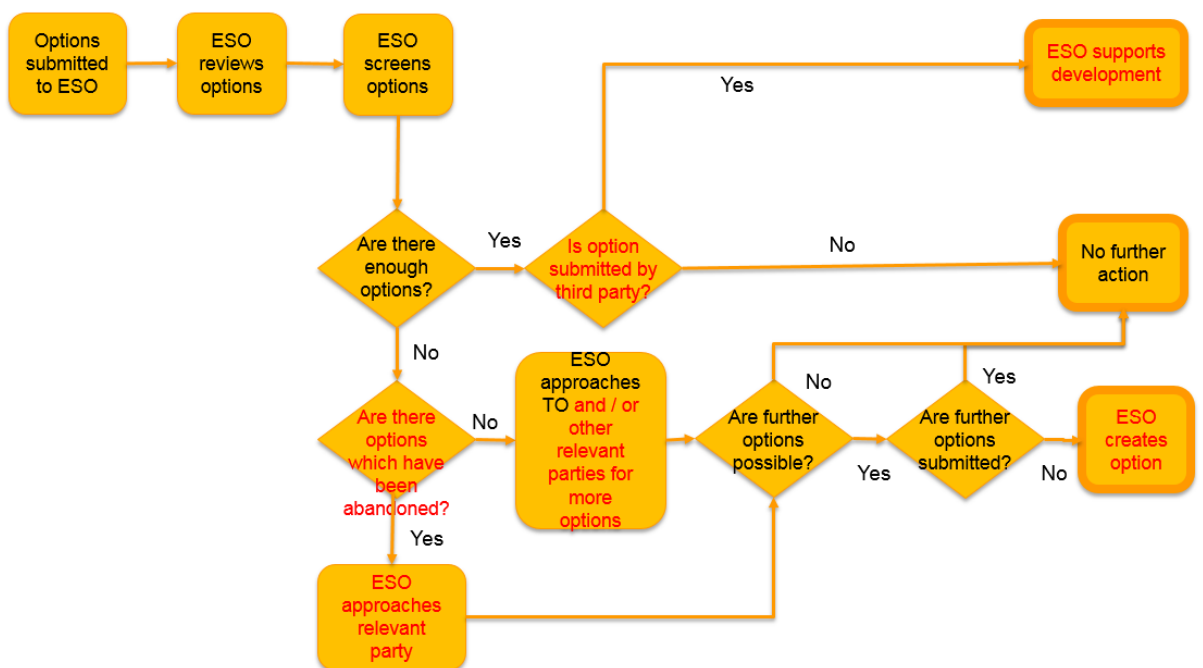 Options
submitted
to ESO
ESO
reviews
options
ESO
screens
options
ESO supports
development
Yes
Are there
enough
options?
Yes
Is option
submitted by
third party?
No
No further
action
No
Are there
options
which have
been
abandoned?
No
ESO
approaches
TO and / or
other
relevant
parties for
more
options
Are further
options
possible?
No
Yes
Are further
options
submitted?
Yes
No
ESO
creates
option
Yes
ESO
approaches
relevant
party